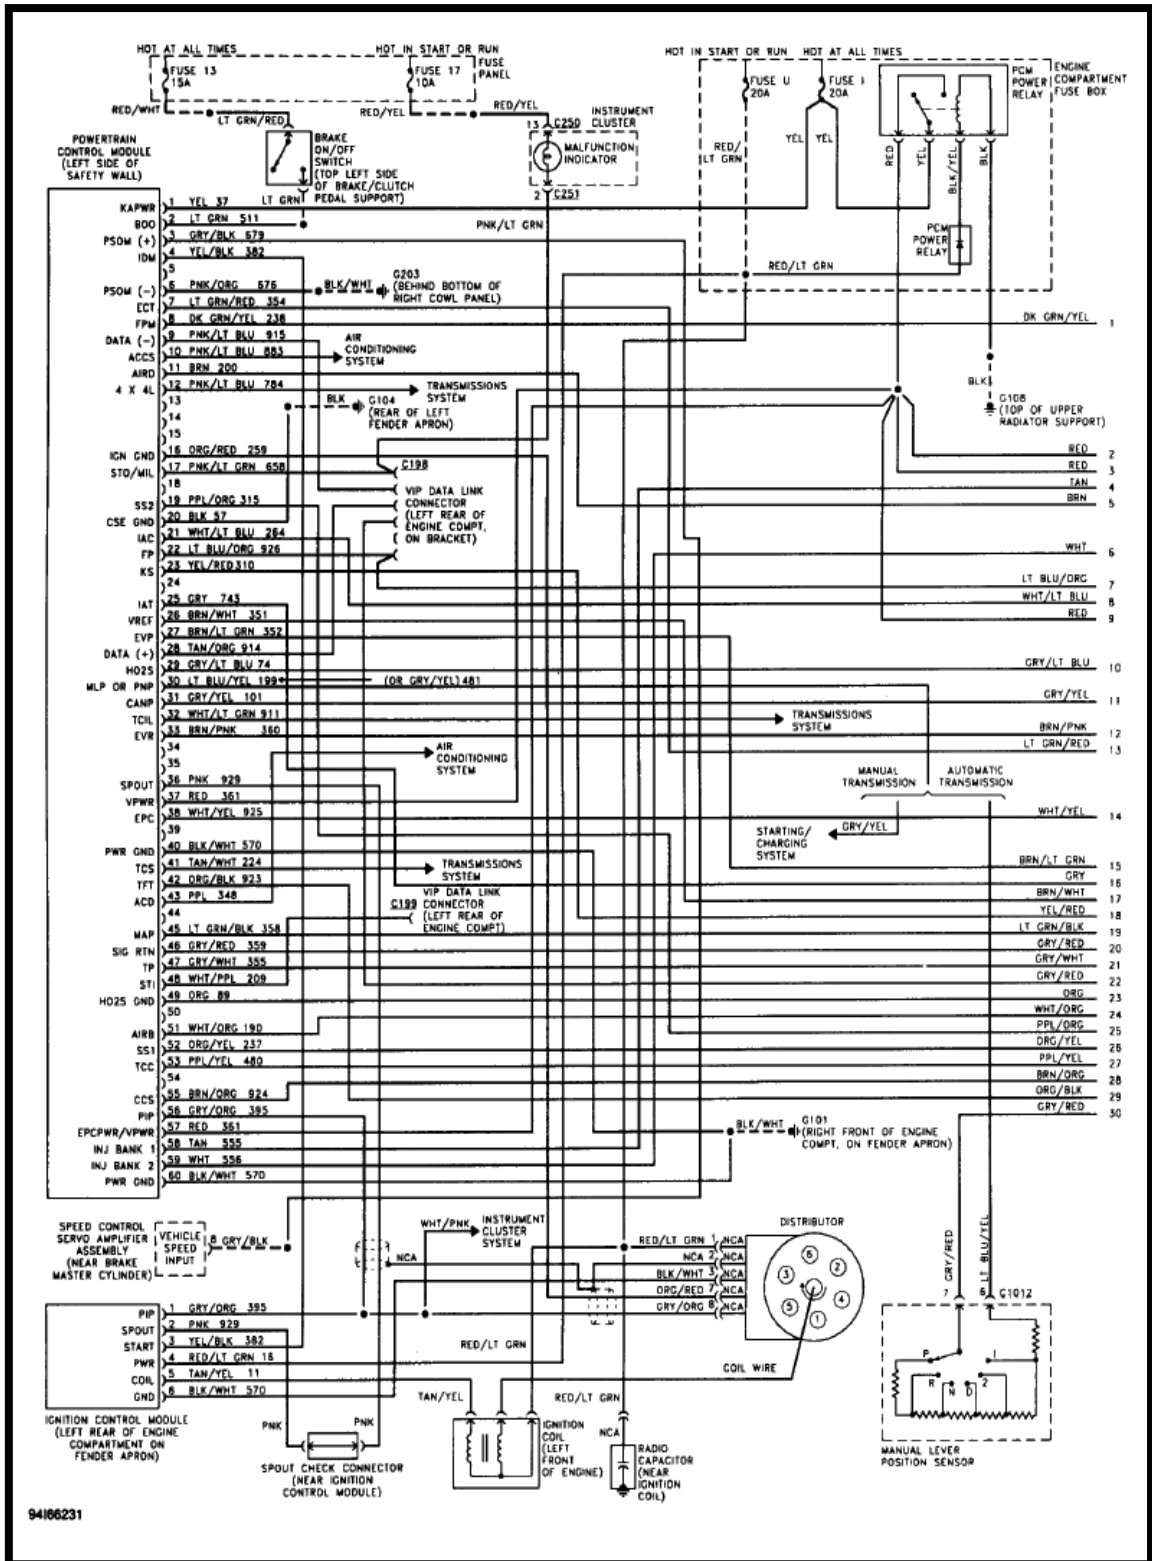 HOT AT ALL TIMES
HOT IN START OR RUN
FUSE 13
15A
FUSE 17
10A
FUSE
PANEL
HOT IN START OR RUN
HOT AT ALL TIMES
FUSE U
20A
20A
PCM
POWER
RELAY
ENGINE
COMPARTMENT
FUSE BOX
RED/WHT
LT GRN/RED
RED/YEL
RED/YEL
INSTRUMENT
CLUSTER
13 C250
MALFUNCTION
INDICATOR
2 C251
BRAKE
ON/OFF
SWITCH
(TOP LEFT SIDE
OF BRAKE/CLUTCH
PEDAL SUPPORT)
LT GRN
PNK/LT GRN
RED/
LT GRN
YEL
YEL
RED
YEL
BLK/YEL
BLK
PCM
POWER
RELAY
RED/LT GRN
POWERTRAIN
CONTROL MODULE
(LEFT SIDE OF
SAFETY WALL)
KAPWR 1 YEL 37
BOO 2 LT GRN 511
PSOM (+) 3 GRY/BLK 679
IDM 4 YEL/BLK 382
5
PSOM (-) 6 PNK/ORG 676
ECT 7 LT GRN/RED 354
FPM 8 DK GRN/YEL 238
DATA (-) 9 PNK/LT BLU 915
ACCS 10 PNK/LT BLU 883
AIRD 11 BRN 200
4 X 4L 12 PNK/LT BLU 784
13
14
15
IGN GND 16 ORG/RED 259
STO/MIL 17 PNK/LT GRN 658
18
SS2 19 PPL/ORG 315
CSE GND 20 BLK 57
IAC 21 WHT/LT BLU 264
FP 22 LT BLU/ORG 926
KS 23 YEL/RED 310
24
IAT 25 GRY 743
VREF 26 BRN/WHT 351
EVP 27 BRN/LT GRN 352
DATA (+) 28 TAN/ORG 914
HO2S 29 GRY/LT BLU 74
MLP OR PNP 30 LT BLU/YEL 199 (OR GRY/YEL) 481
CANP 31 GRY/YEL 101
TCIL 32 WHT/LT GRN 911
EVR 33 BRN/PNK 360
34
35
SPOUT 36 PNK 929
VPWR 37 RED 361
EPC 38 WHT/YEL 925
39
PWR GND 40 BLK/WHT 570
TCS 41 TAN/WHT 224
TFT 42 ORG/BLK 923
ACD 43 PPL 348
44
MAP 45 LT GRN/BLK 358
SIG RTN 46 GRY/RED 359
TP 47 GRY/WHT 355
STI 48 WHT/PPL 209
HO2S GND 49 ORG 89
50
AIRB 51 WHT/ORG 190
SS1 52 ORG/YEL 237
TCC 53 PPL/YEL 480
54
CCS 55 BRN/ORG 924
PIP 56 GRY/ORG 395
EPCPWR/VPWR 57 RED 361
INJ BANK 1 58 TAN 555
INJ BANK 2 59 WHT 556
PWR GND 60 BLK/WHT 570
BLK/WHT
G203
(BEHIND BOTTOM OF
RIGHT COWL PANEL)
AIR
CONDITIONING
SYSTEM
TRANSMISSIONS
SYSTEM
BLK
G104
(REAR OF LEFT
FENDER APRON)
C198
VIP DATA LINK
CONNECTOR
(LEFT REAR OF
ENGINE COMPT,
ON BRACKET)
BLK
G108
(TOP OF UPPER
RADIATOR SUPPORT)
TRANSMISSIONS
SYSTEM
AIR
CONDITIONING
SYSTEM
MANUAL
TRANSMISSION
AUTOMATIC
TRANSMISSION
GRY/YEL
STARTING/
CHARGING
SYSTEM
TRANSMISSIONS
SYSTEM
C199
VIP DATA LINK
CONNECTOR
(LEFT REAR OF
ENGINE COMPT)
DK GRN/YEL 1
RED 2
RED 3
TAN 4
BRN 5
WHT 6
LT BLU/ORG 7
WHT/LT BLU 8
RED 9
GRY/LT BLU 10
GRY/YEL 11
BRN/PNK 12
LT GRN/RED 13
WHT/YEL 14
BRN/LT GRN 15
GRY 16
BRN/WHT 17
YEL/RED 18
LT GRN/BLK 19
GRY/RED 20
GRY/WHT 21
GRY/RED 22
ORG 23
WHT/ORG 24
PPL/ORG 25
ORG/YEL 26
PPL/YEL 27
BRN/ORG 28
ORG/BLK 29
GRY/RED 30
BLK/WHT
G101
(RIGHT FRONT OF ENGINE
COMPT, ON FENDER APRON)
SPEED CONTROL
SERVO AMPLIFIER
ASSEMBLY
(NEAR BRAKE
MASTER CYLINDER)
VEHICLE
SPEED
INPUT
8 GRY/BLK
WHT/PNK
INSTRUMENT
CLUSTER
SYSTEM
NCA
DISTRIBUTOR
RED/LT GRN 1 NCA
NCA 2 NCA
BLK/WHT 3 NCA
ORG/RED 7 NCA
GRY/ORG 8 NCA
6
3 2
5 4
1
GRY/RED
LT BLU/YEL
7 6 C1012
P
R N D 2 1
MANUAL LEVER
POSITION SENSOR
PIP 1 GRY/ORG 395
SPOUT 2 PNK 929
START 3 YEL/BLK 382
PWR 4 RED/LT GRN 16
COIL 5 TAN/YEL 11
GND 6 BLK/WHT 570
IGNITION CONTROL MODULE
(LEFT REAR OF ENGINE
COMPARTMENT ON
FENDER APRON)
PNK
PNK
SPOUT CHECK CONNECTOR
(NEAR IGNITION
CONTROL MODULE)
RED/LT GRN
COIL WIRE
TAN/YEL
RED/LT GRN
IGNITION
COIL
(LEFT
FRONT
OF ENGINE)
NCA
RADIO
CAPACITOR
(NEAR
IGNITION
COIL)
94I66231